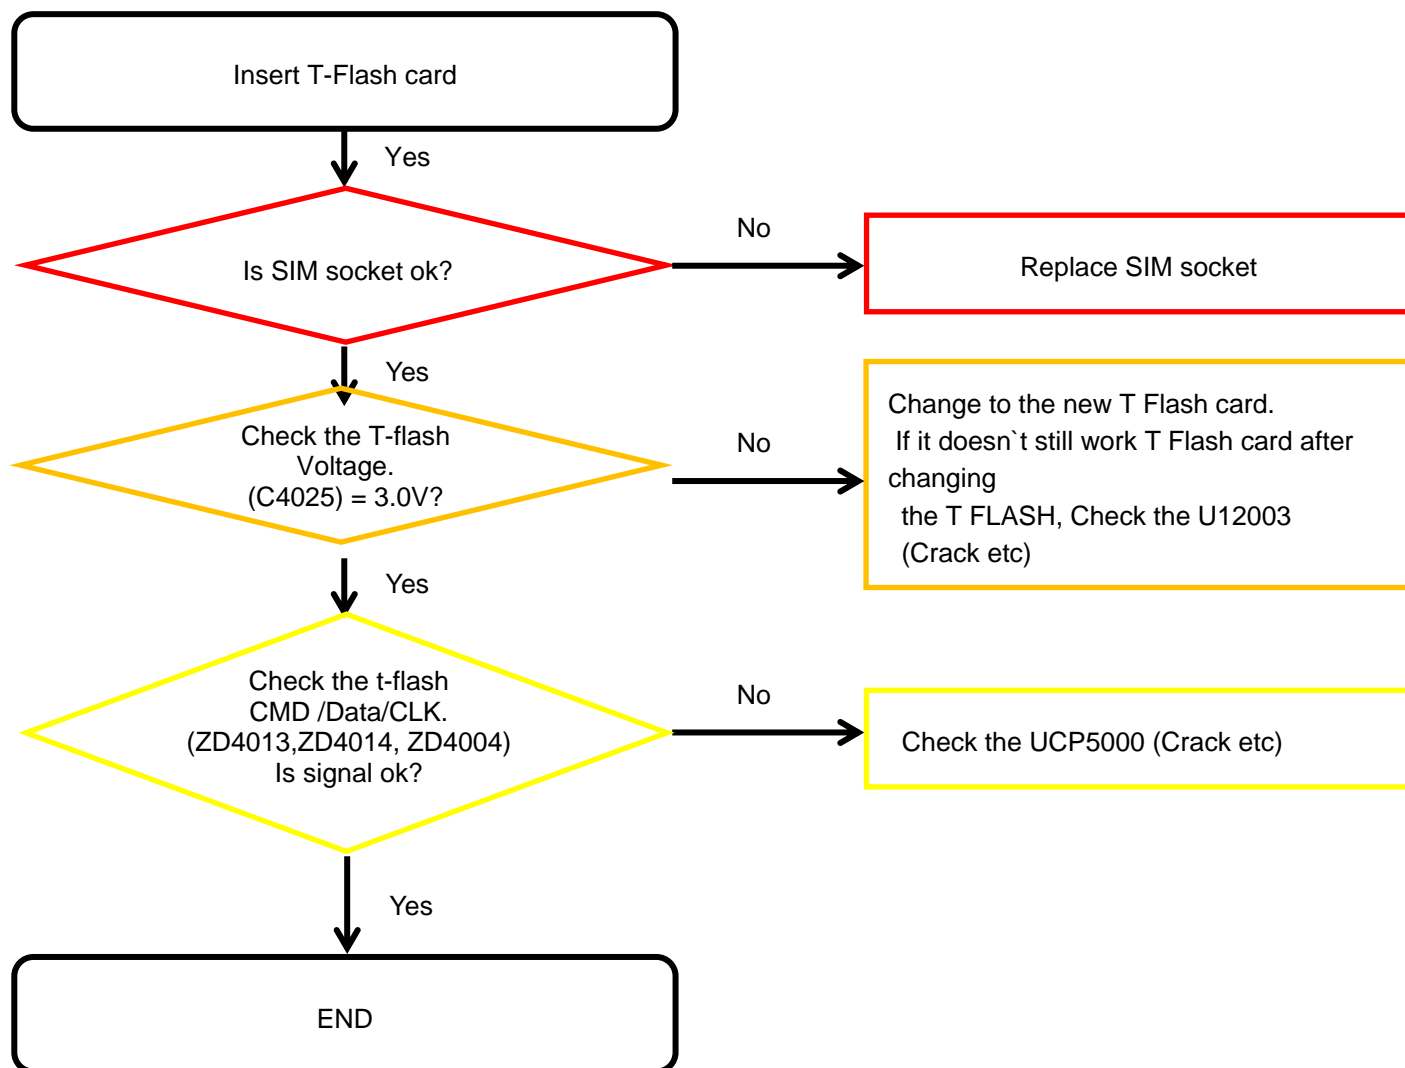 Insert T-Flash card
Yes
Is SIM socket ok?
No
Replace SIM socket
Yes
Check the T-flash
Voltage.
(C4025) = 3.0V?
No
Change to the new T Flash card.
If it doesn`t still work T Flash card after
changing
the T FLASH, Check the U12003
(Crack etc)
Yes
Check the t-flash
CMD /Data/CLK.
(ZD4013,ZD4014, ZD4004)
Is signal ok?
No
Check the UCP5000 (Crack etc)
Yes
END